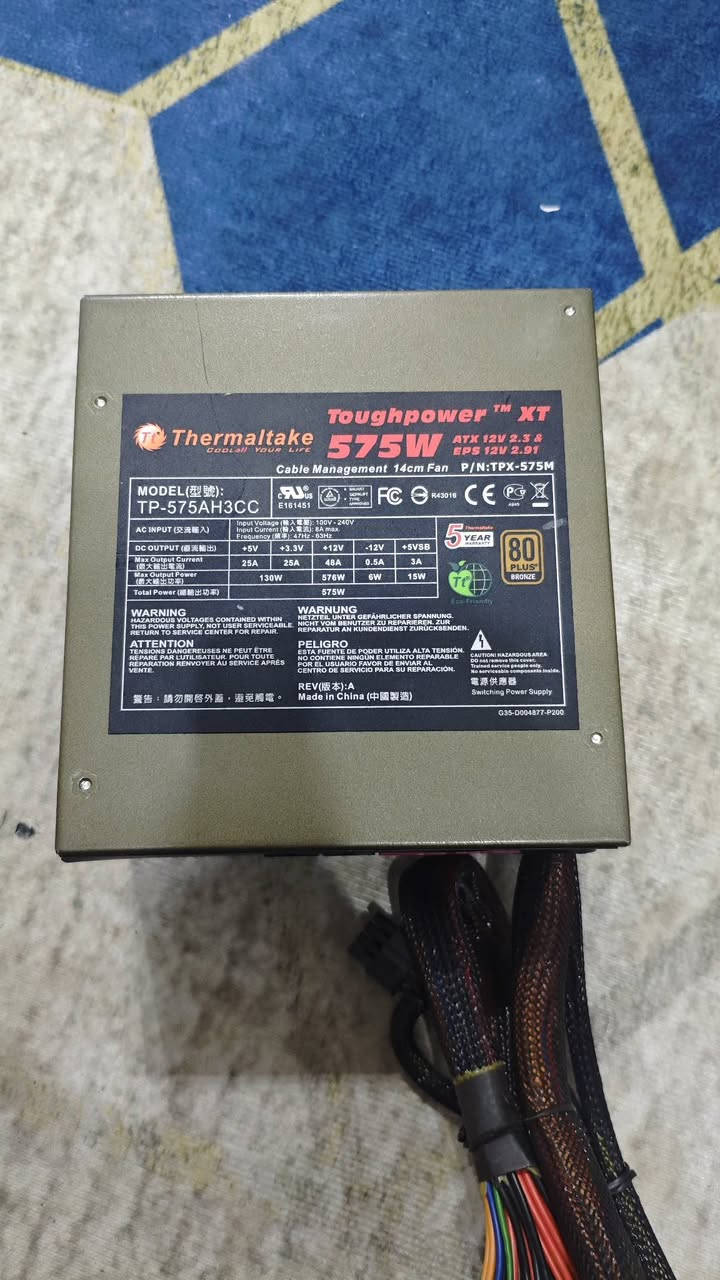 Toughpower ™ XT
Tt Thermaltake
COOL all YOUR LIFE
575W ATX 12V 2.3 &
EPS 12V 2.91
Cable Management 14cm Fan P/N:TPX-575M
MODEL(型號):
TP-575AH3CC
c UL US
E161451
SMART
APPROVED
FC
R43016
CE
AB45
AC INPUT (交流輸入) Input Voltage (輸入電壓): 100V - 240V
Input Current (輸入電流): 8A max.
Frequency (頻率): 47Hz - 63Hz
DC OUTPUT (直流輸出) +5V +3.3V +12V -12V +5VSB
Max Output Current
(最大輸出電流) 25A 25A 48A 0.5A 3A
Max Output Power
(最大輸出功率) 130W 576W 6W 15W
Total Power (總輸出功率) 575W
Thermaltake
5 YEAR
WARRANTY
80
PLUS
BRONZE
Tt
Eco-Friendly
WARNING
HAZARDOUS VOLTAGES CONTAINED WITHIN
THIS POWER SUPPLY, NOT USER SERVICEABLE.
RETURN TO SERVICE CENTER FOR REPAIR.
ATTENTION
TENSIONS DANGEREUSES NE PEUT ÊTRE
RÉPARÉ PAR L'UTILISATEUR. POUR TOUTE
RÉPARATION RENVOYER AU SERVICE APRÈS
VENTE.
警告：請勿開啓外蓋，避免觸電。
WARNUNG
NETZTEIL UNTER GEFÄHRLICHER SPANNUNG.
NICHT VOM BENUTZER ZU REPARIEREN. ZUR
REPARATUR AN KUNDENDIENST ZURÜCKSENDEN.
PELIGRO
ESTA FUENTE DE PODER UTILIZA ALTA TENSIÓN.
NO CONTIENE NINGÚN ELEMENTO REPARABLE
POR EL USUARIO FAVOR DE ENVIAR AL
CENTRO DE SERVICIO PARA SU REPARACIÓN.
REV(版本):A
Made in China (中國製造)
CAUTION! HAZARDOUS AREA:
DO not remove this cover.
Trained service people only.
No serviceable components inside.
電源供應器
Switching Power Supply
G35-D004877-P200